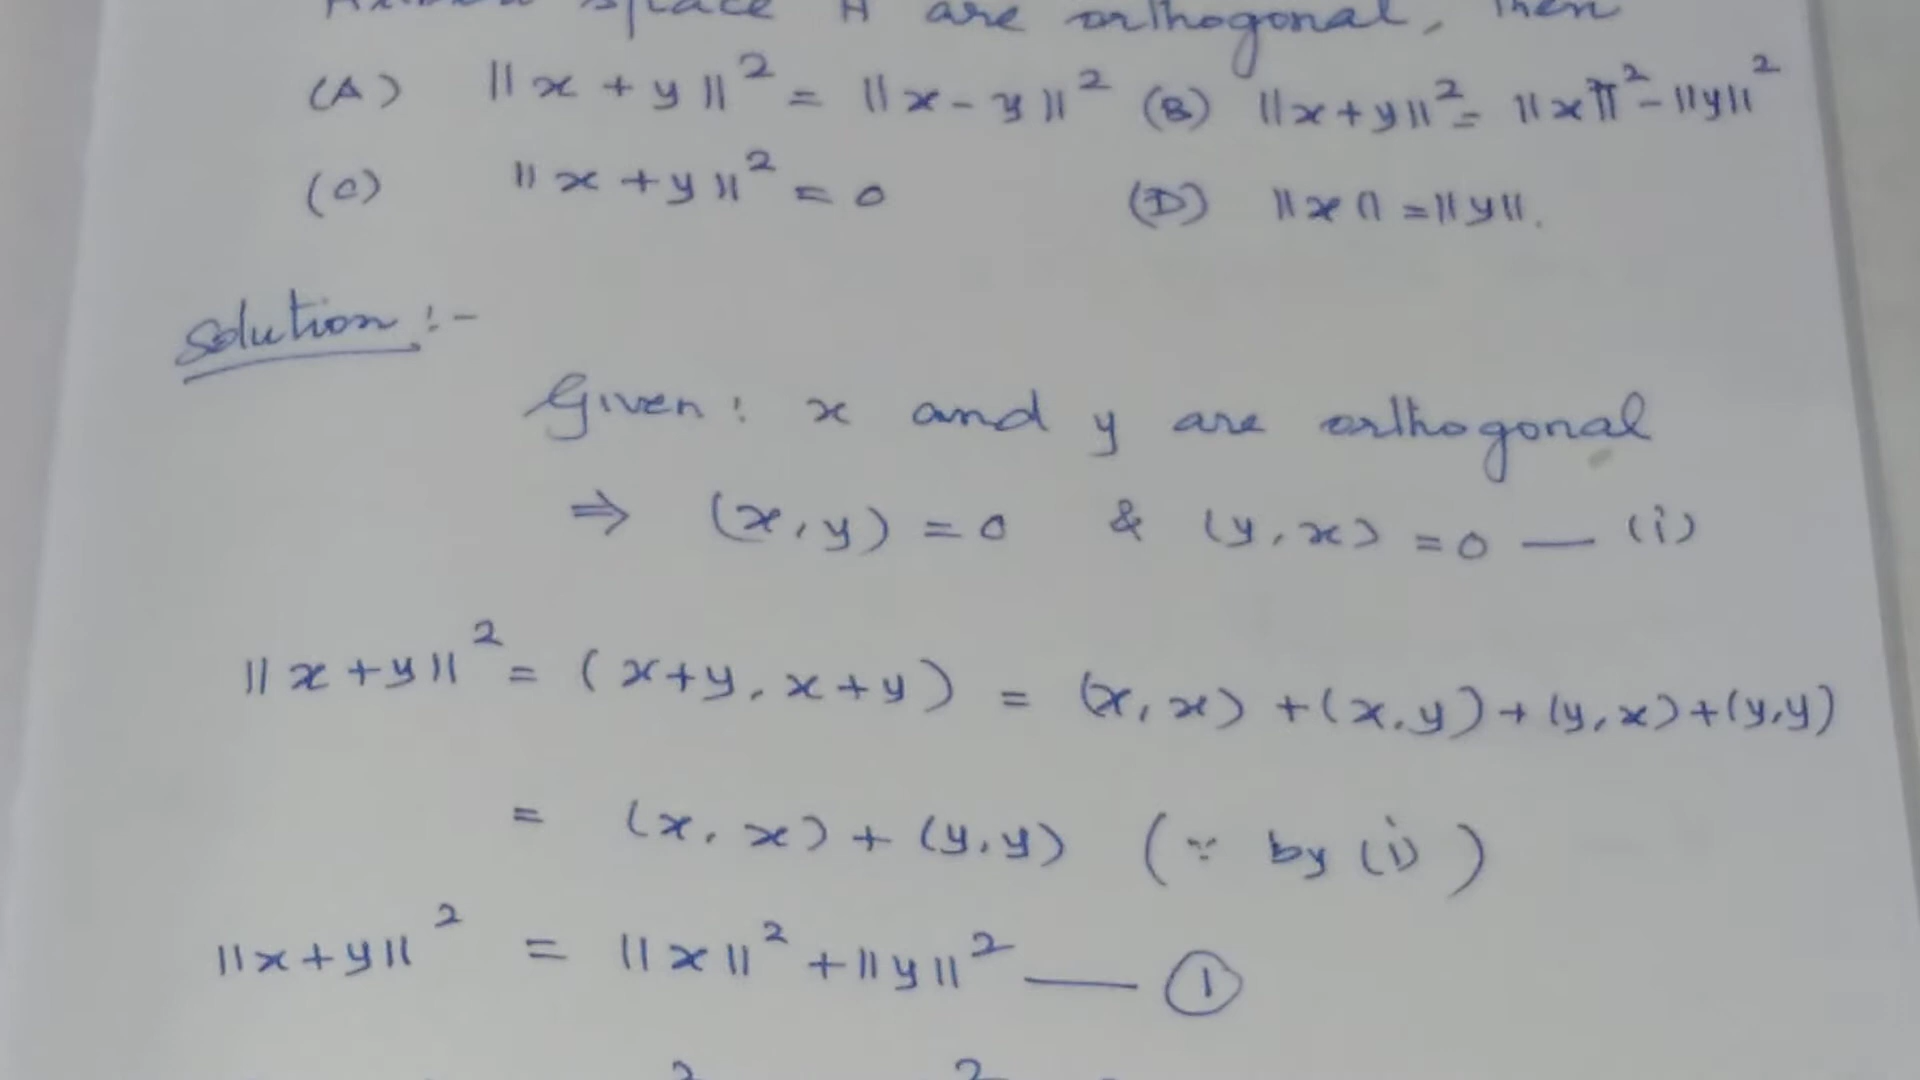 space H are orthogonal, Then
(A) ||x + y||² = ||x - y||² (B) ||x+y||² = ||x||² - ||y||²
(C) ||x + y||² = 0 (D) ||x|| = ||y||.
Solution :-
Given : x and y are orthogonal
⇒ (x, y) = 0 & (y, x) = 0 — (i)
||x + y||² = (x+y, x+y) = (x, x) + (x, y) + (y, x) + (y, y)
= (x, x) + (y, y) (∵ by (i))
||x+y||² = ||x||² + ||y||² — ①